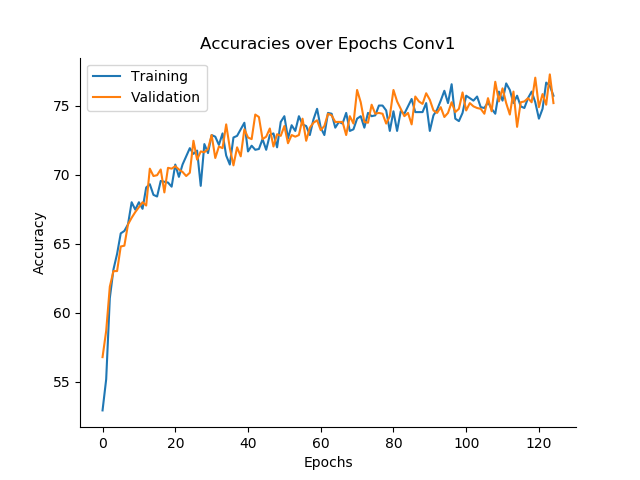 Accuracies over Epochs Conv1
Training
Validation
Accuracy
75
70
65
60
55
0 20 40 60 80 100 120
Epochs